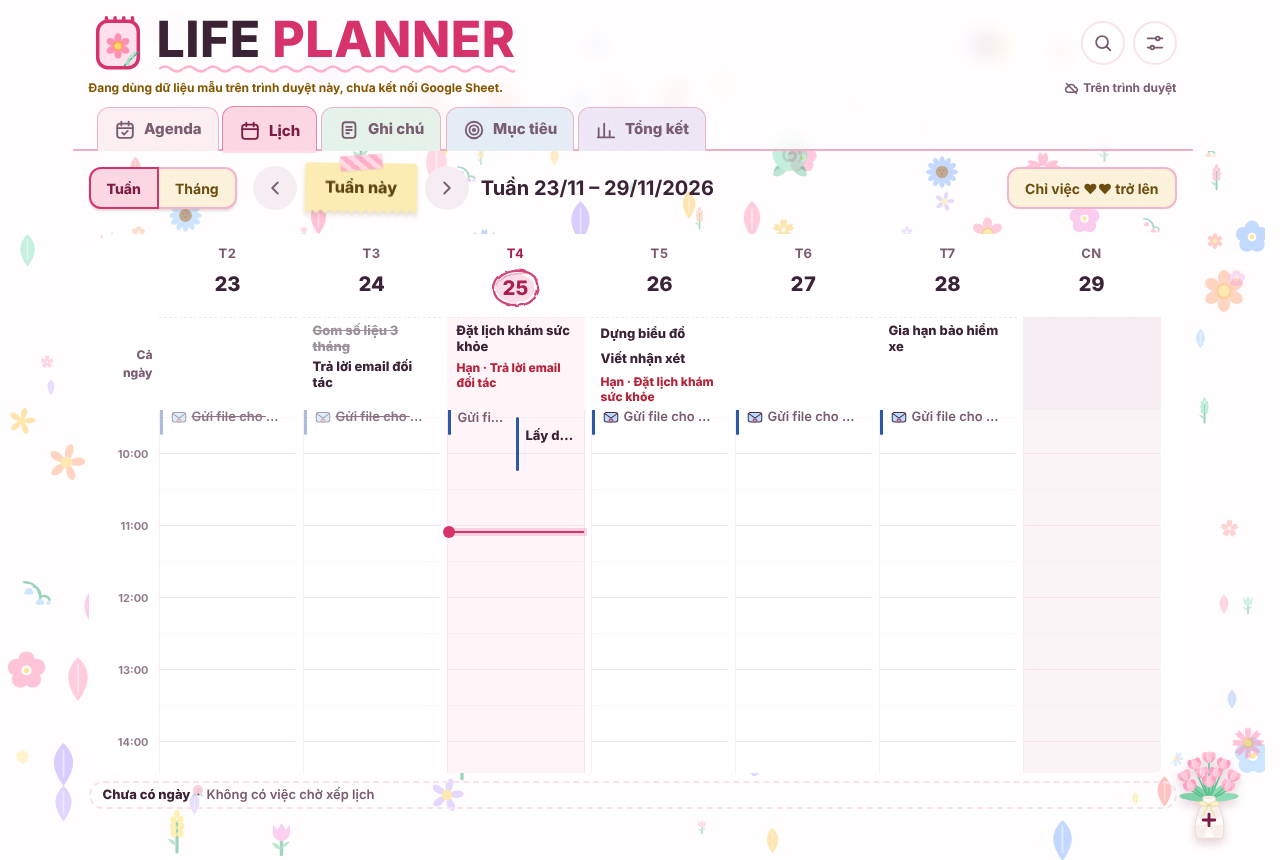 LIFE PLANNER
Đang dùng dữ liệu mẫu trên trình duyệt này, chưa kết nối Google Sheet.
Trên trình duyệt
Agenda
Lịch
Ghi chú
Mục tiêu
Tổng kết
Tuần
Tháng
Tuần này
Tuần 23/11 – 29/11/2026
Chỉ việc ♥♥ trở lên
T2
T3
T4
T5
T6
T7
CN
23
24
25
26
27
28
29
Cả
ngày
Gom số liệu 3
tháng
Trả lời email đối
tác
Đặt lịch khám sức
khỏe
Hạn · Trả lời email
đối tác
Dựng biểu đồ
Viết nhận xét
Hạn · Đặt lịch khám
sức khỏe
Gia hạn bảo hiểm
xe
Gửi file cho ...
Gửi file cho ...
Gửi fi...
Lấy d...
Gửi file cho ...
Gửi file cho ...
Gửi file cho ...
10:00
11:00
12:00
13:00
14:00
Chưa có ngày · Không có việc chờ xếp lịch